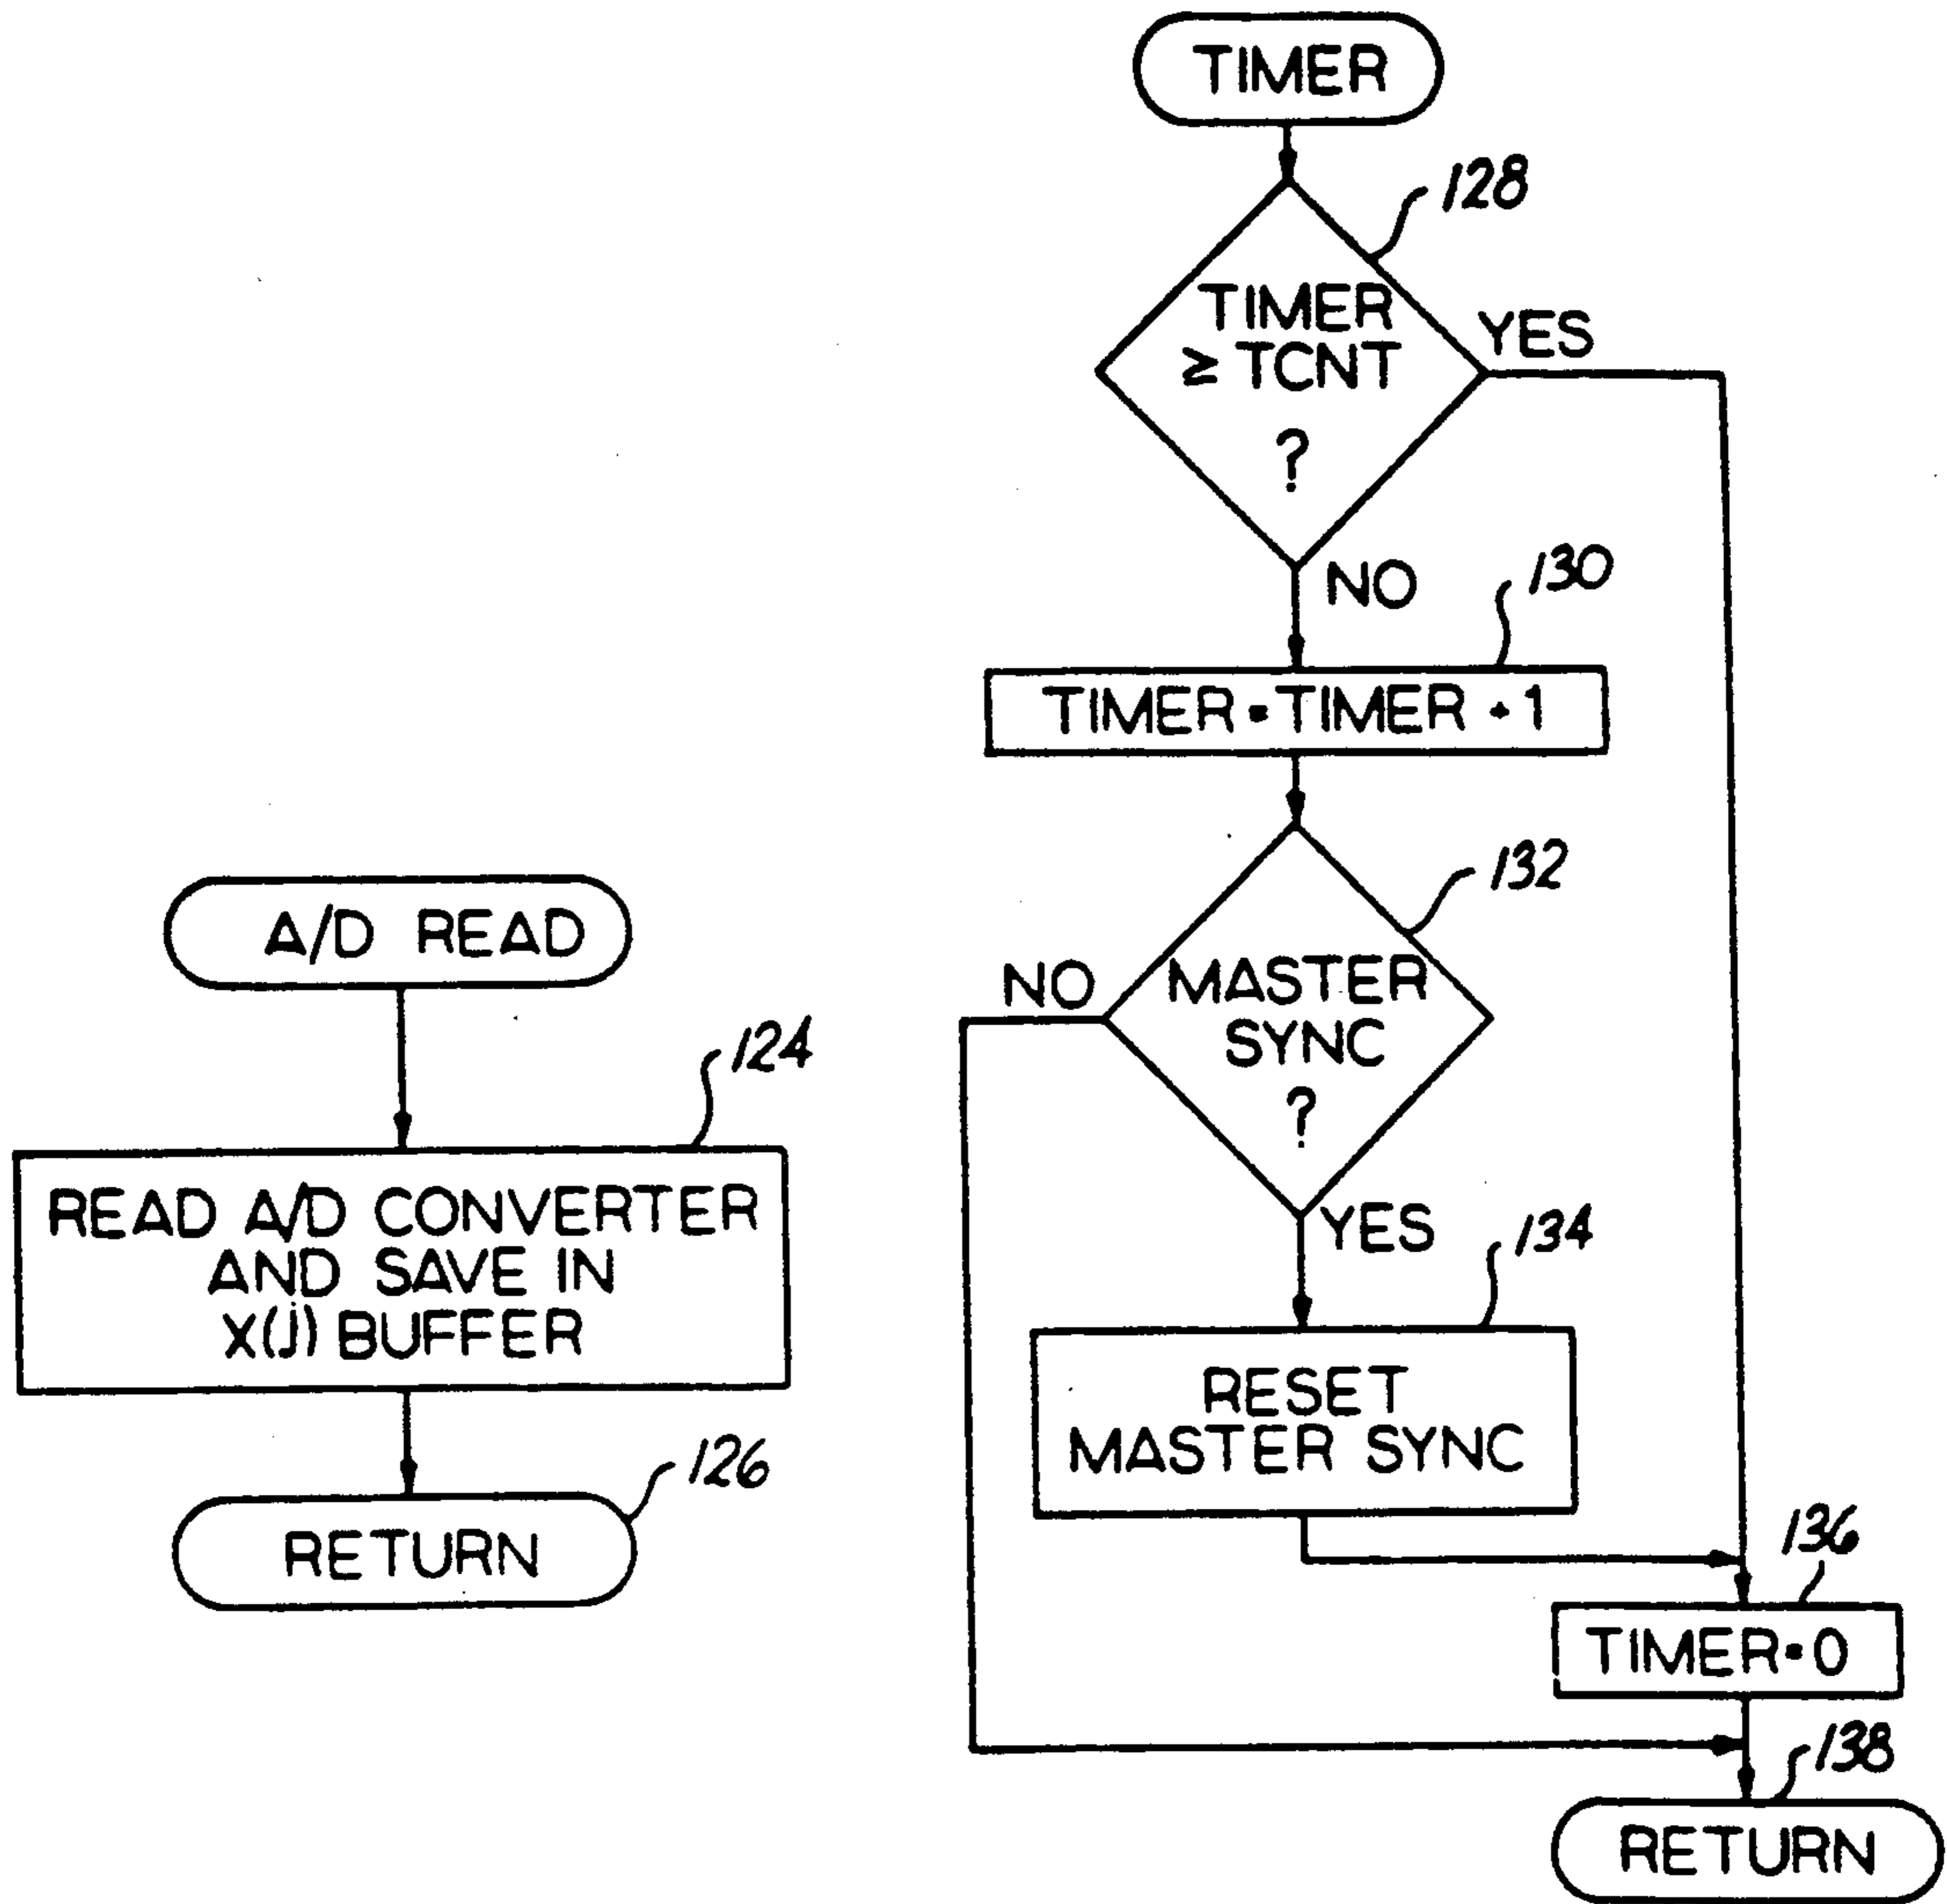 A/D READ
124
READ A/D CONVERTER
AND SAVE IN
X(j) BUFFER
126
RETURN
TIMER
128
TIMER
≥ TCNT
?
YES
NO
130
TIMER=TIMER +1
132
MASTER
SYNC
?
NO
YES
134
RESET
MASTER SYNC
136
TIMER=0
138
RETURN